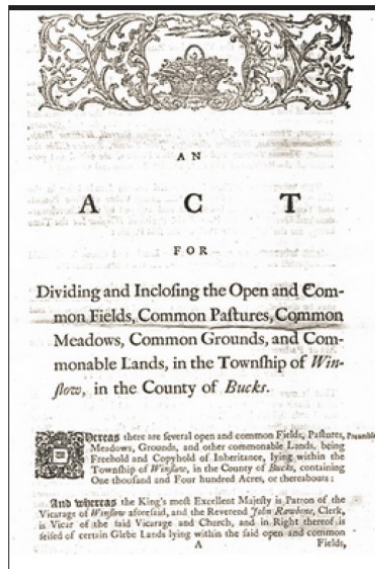 AN
ACT
FOR
Dividing and Inclosing the Open and Com-
mon Fields, Common Pastures, Common
Meadows, Common Grounds, and Com-
monable Lands, in the Township of Win-
slow, in the County of Bucks.
Whereas there are several open and common Fields, Pastures, Preamble
Meadows, Grounds, and other commonable Lands, being
Freehold and Copyhold of Inheritance, lying within the
Township of Winslow, in the County of Bucks, containing
One thousand and Four hundred Acres, or thereabouts:
And whereas the King's most Excellent Majesty is Patron of the
Vicarage of Winslow aforesaid, and the Reverend John Rawbone, Clerk,
is Vicar of the said Vicarage and Church, and in Right thereof is
seised of certain Glebe Lands lying within the said open and common
A Fields,